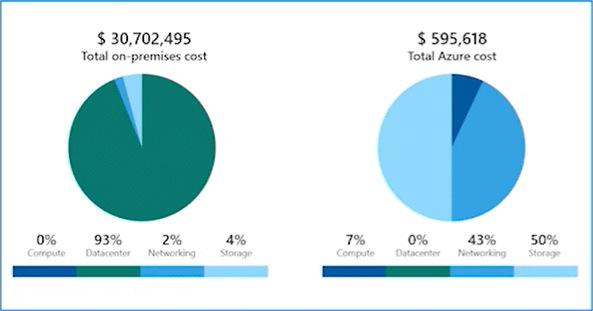 $ 30,702,495
Total on-premises cost
0% 93% 2% 4%
Compute Datacenter Networking Storage
$ 595,618
Total Azure cost
7% 0% 43% 50%
Compute Datacenter Networking Storage